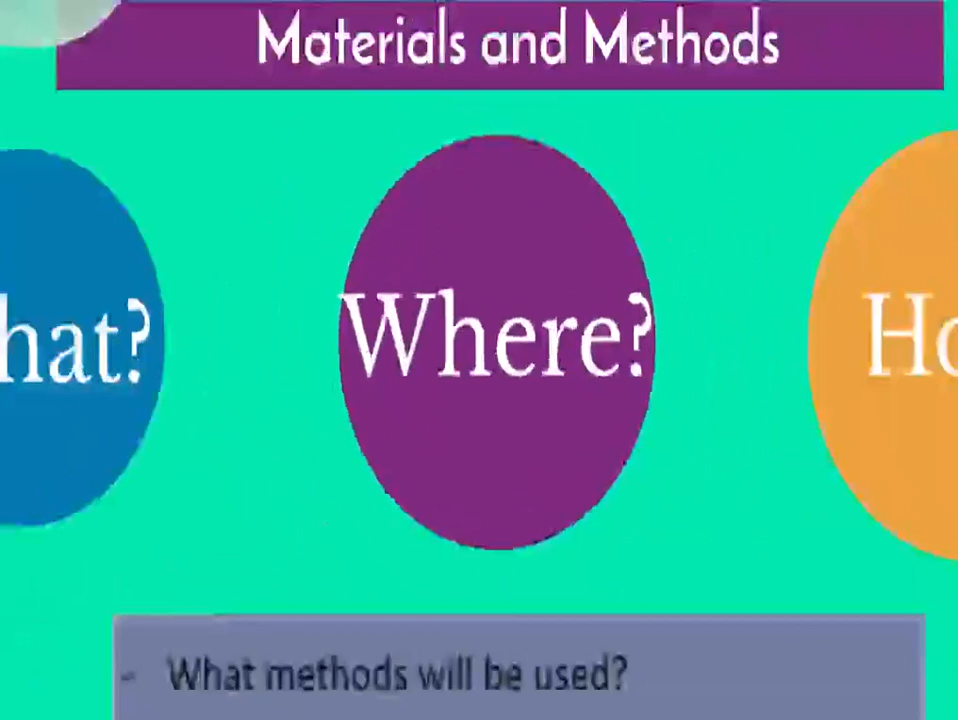 Materials and Methods
hat?
Where?
Ho
- What methods will be used?